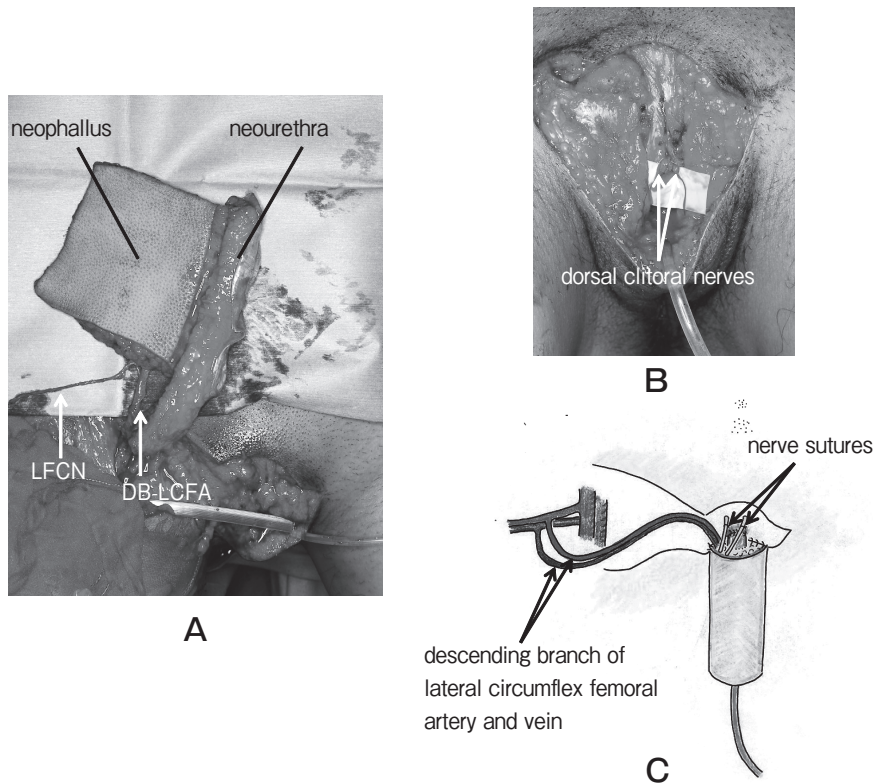 neophallus
neourethra
LFCN
DB-LCFA
A
dorsal clitoral nerves
B
nerve sutures
descending branch of
lateral circumflex femoral
artery and vein
C